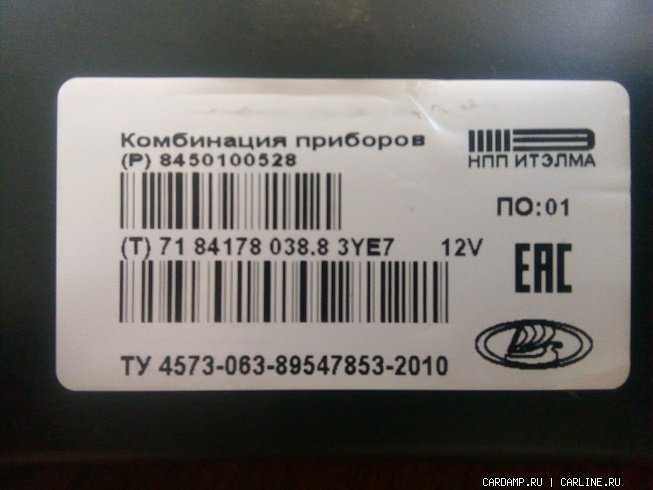 Комбинация приборов
(P) 8450100528
НПП ИТЭЛМА
ПО:01
(T) 71 84178 038.8 3YE7 12V
EAC
ТУ 4573-063-89547853-2010
CARDAMP.RU | CARLINE.RU